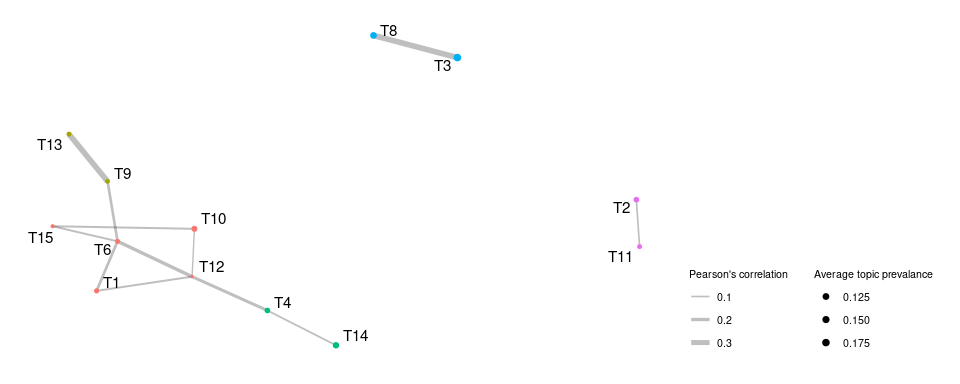 T8
T3
T13
T9
T2
T10
T15
T6
T11
T12
T1
T4
T14
Pearson's correlation
0.1
0.2
0.3
Average topic prevalance
0.125
0.150
0.175